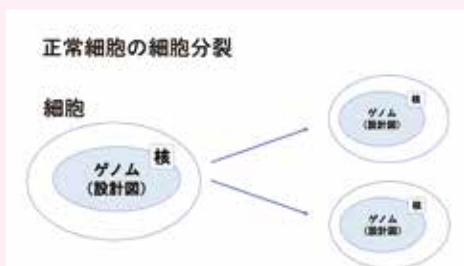 正常細胞の細胞分裂
細胞
核
ゲノム
(設計図)
核
ゲノム
(設計図)
核
ゲノム
(設計図)